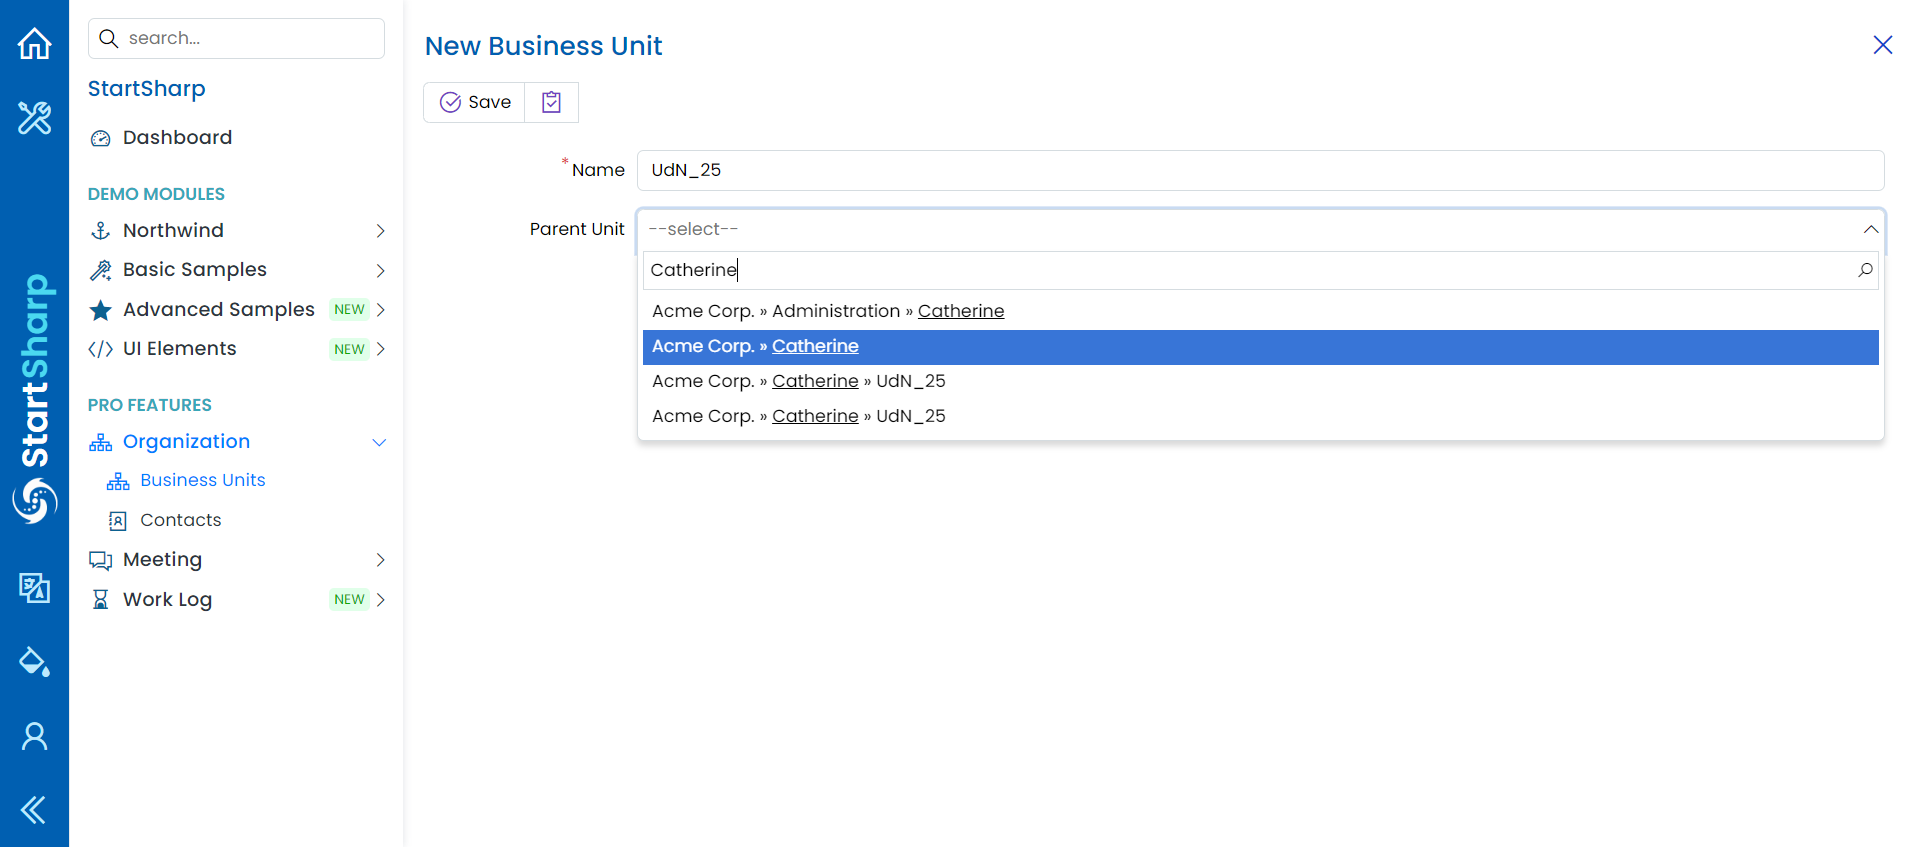 search...
StartSharp
Dashboard
DEMO MODULES
Northwind
Basic Samples
Advanced Samples NEW
UI Elements NEW
PRO FEATURES
Organization
Business Units
Contacts
Meeting
Work Log NEW
StartSharp
New Business Unit
Save
* Name UdN_25
Parent Unit --select--
Catherine
Acme Corp. » Administration » Catherine
Acme Corp. » Catherine
Acme Corp. » Catherine » UdN_25
Acme Corp. » Catherine » UdN_25